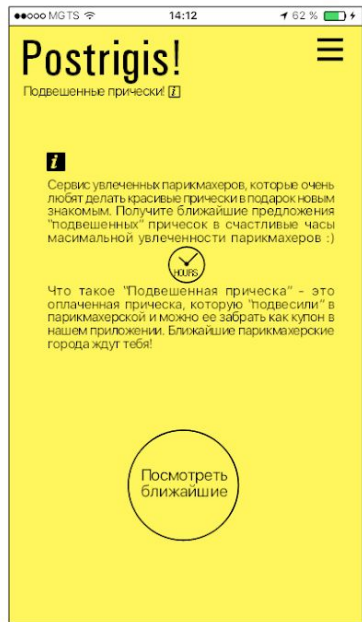 MGTS 14:12 62 %
Postrigis!
Подвешенные прически! i
i
Сервис увлеченных парикмахеров, которые очень
любят делать красивые прически в подарок новым
знакомым. Получите ближайшие предложения
"подвешенных" причесок в счастливые часы
масимальной увлеченности парикмахеров :)
HOURS
Что такое "Подвешенная прическа" - это
оплаченная прическа, которую "подвесили" в
парикмахерской и можно ее забрать как купон в
нашем приложении. Ближайшие парикмахерские
города ждут тебя!
Посмотреть
ближайшие